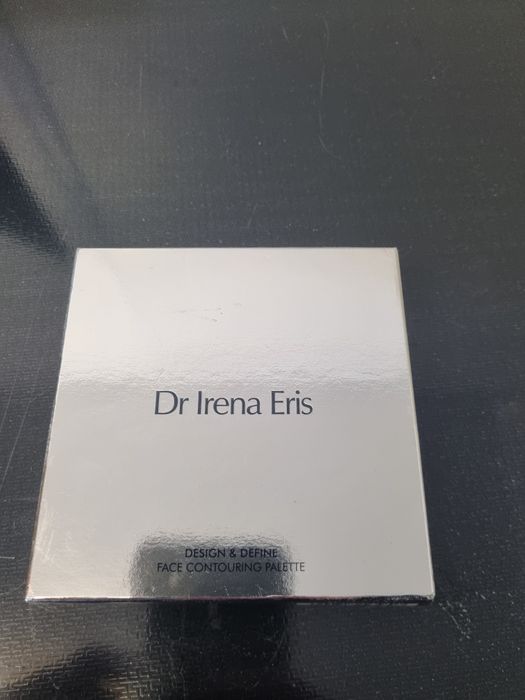 Dr Irena Eris
DESIGN & DEFINE
FACE CONTOURING PALETTE